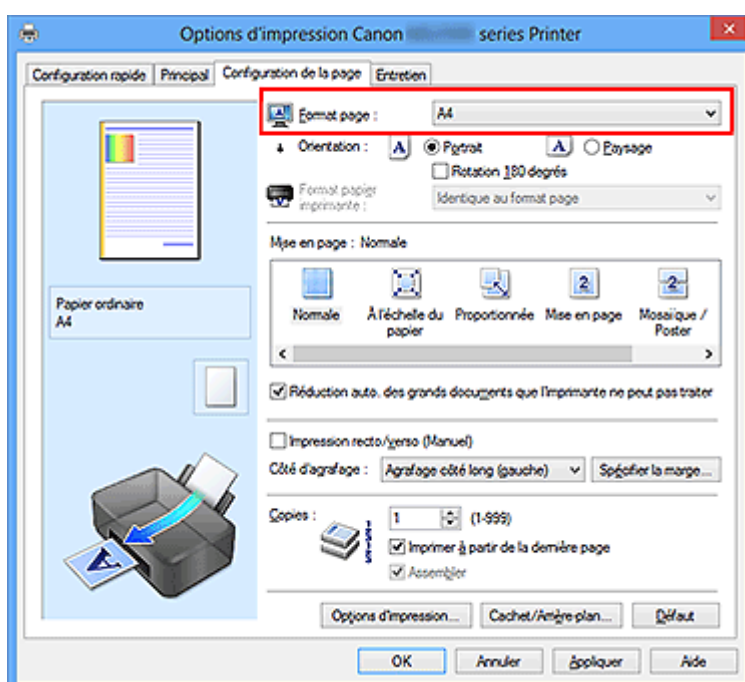 Options d'impression Canon series Printer
Configuration rapide Principal Configuration de la page Entretien
Format page : A4
Orientation : A Portrait A Paysage
Rotation 180 degrés
Format papier imprimante : Identique au format page
Mise en page : Normale
2 2
Normale À l'échelle du papier Proportionnée Mise en page Mosaïque / Poster
Papier ordinaire
A4
Réduction auto. des grands documents que l'imprimante ne peut pas traiter
Impression recto/verso (Manuel)
Côté d'agrafage : Agrafage côté long (gauche) Spécifier la marge...
Copies : 1 (1-999)
Imprimer à partir de la dernière page
Assembler
A
Options d'impression... Cachet/Arrière-plan... Défaut
OK Annuler Appliquer Aide